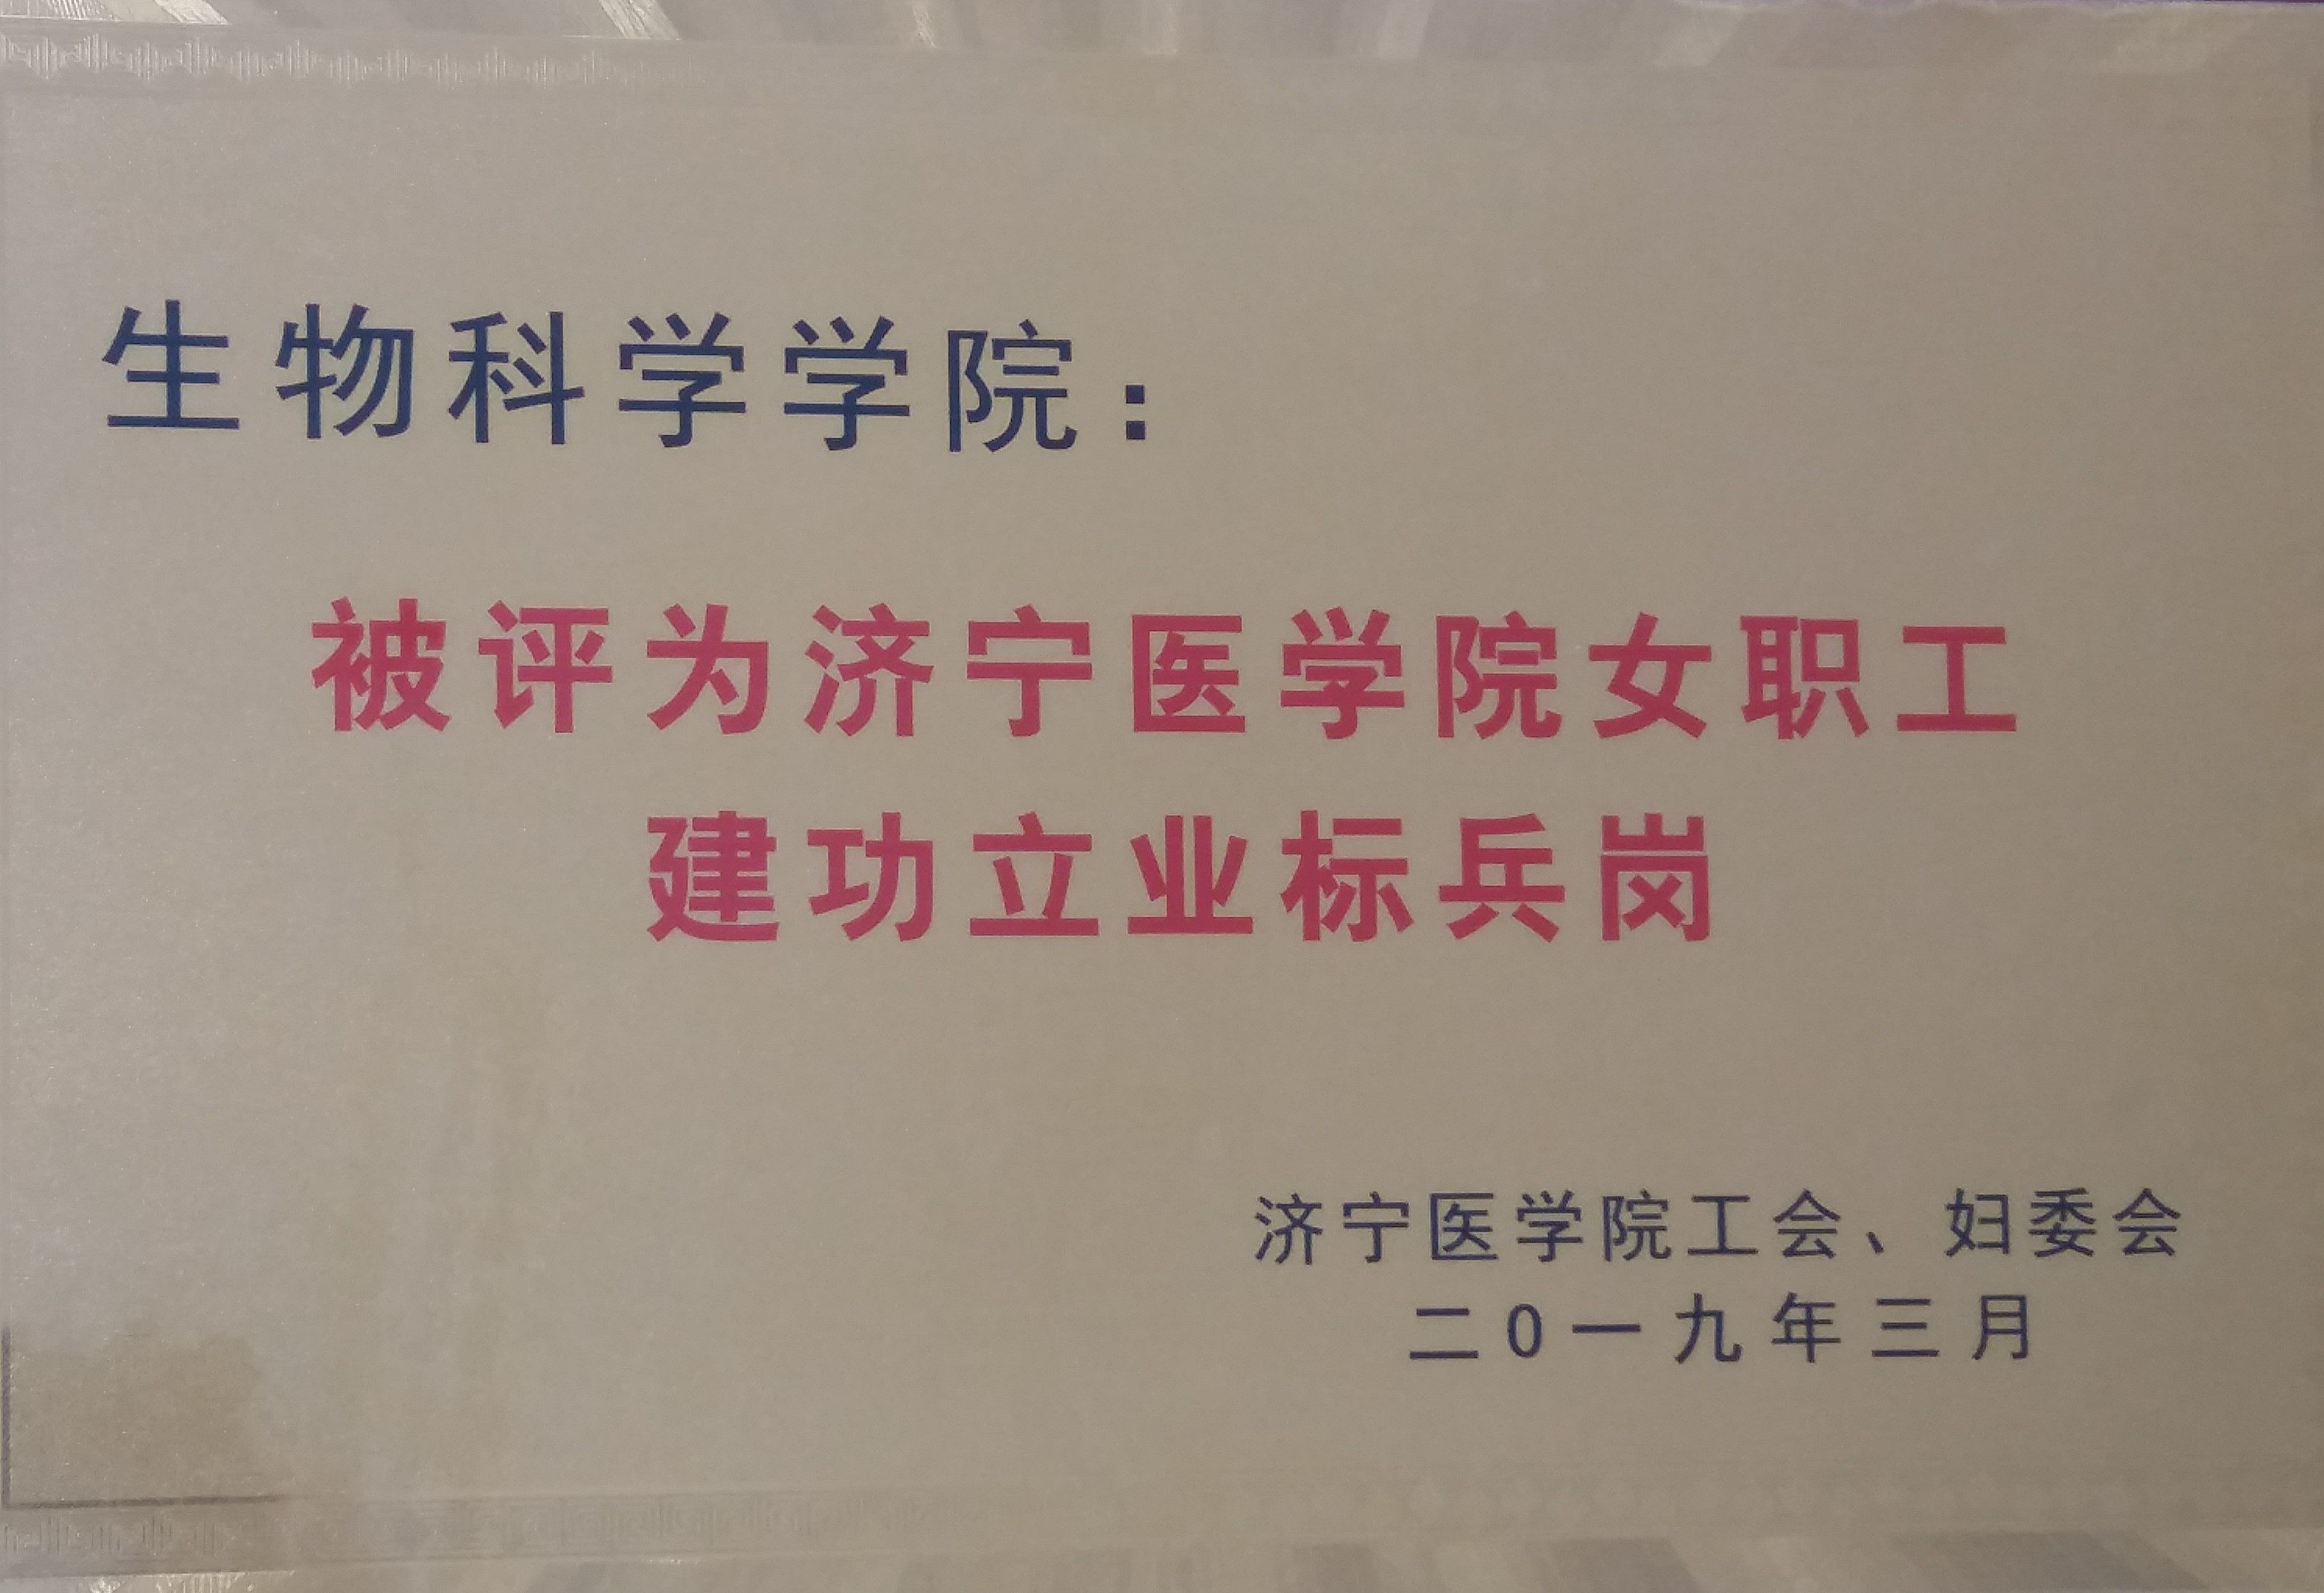 生物科学学院：
被评为济宁医学院女职工
建功立业标兵岗
济宁医学院工会、妇委会
二0一九年三月